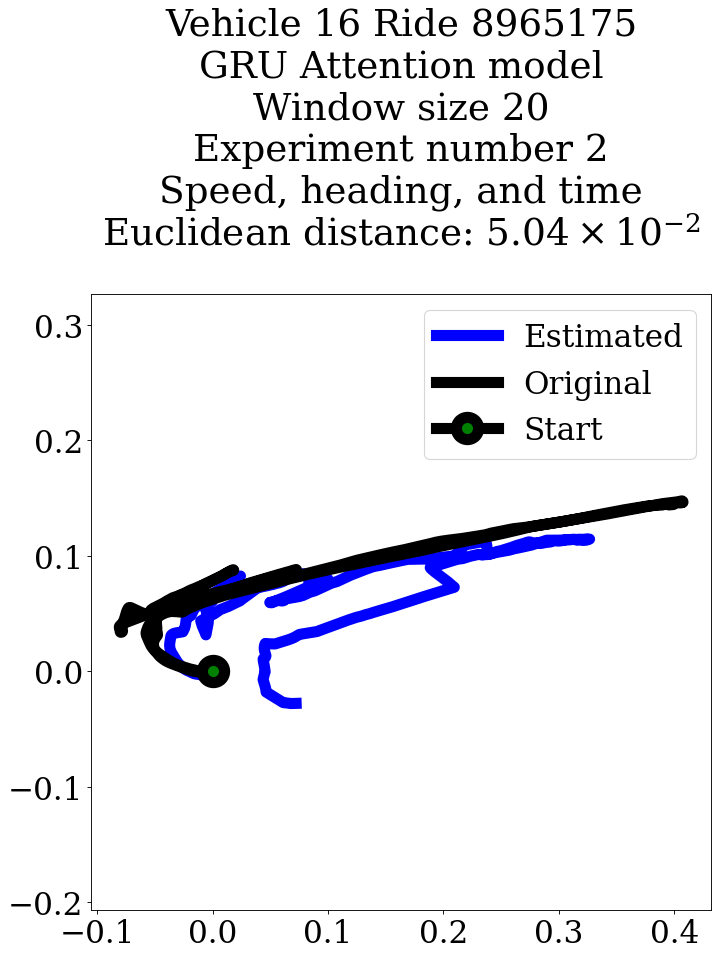 Vehicle 16 Ride 8965175
GRU Attention model
Window size 20
Experiment number 2
Speed, heading, and time
Euclidean distance: 5.04 × 10⁻²
Estimated
Original
Start
0.3
0.2
0.1
0.0
−0.1
−0.2
−0.1 0.0 0.1 0.2 0.3 0.4